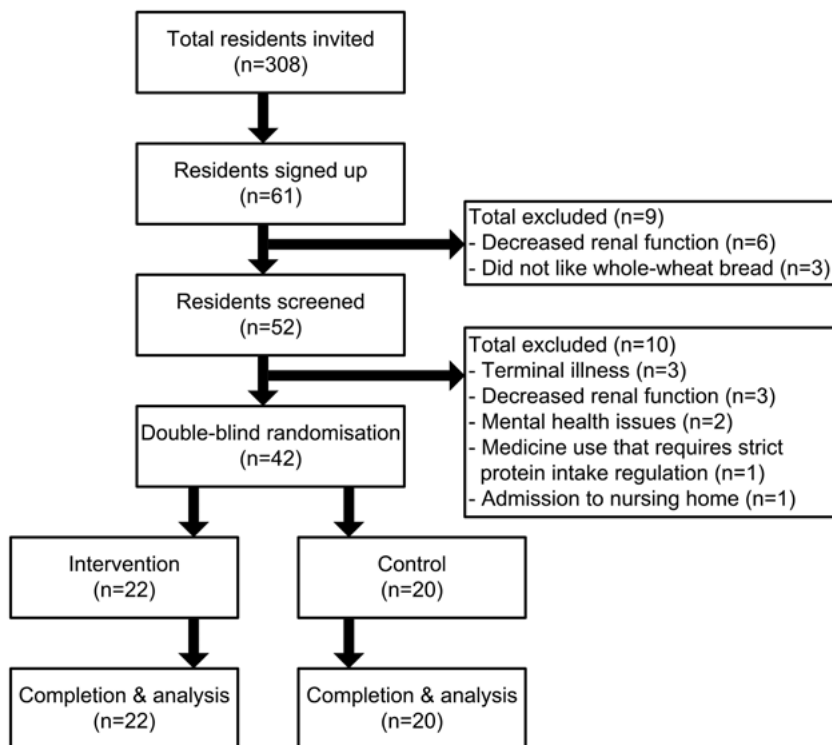 Total residents invited
(n=308)
Residents signed up
(n=61)
Total excluded (n=9)
- Decreased renal function (n=6)
- Did not like whole-wheat bread (n=3)
Residents screened
(n=52)
Total excluded (n=10)
- Terminal illness (n=3)
- Decreased renal function (n=3)
- Mental health issues (n=2)
- Medicine use that requires strict
protein intake regulation (n=1)
- Admission to nursing home (n=1)
Double-blind randomisation
(n=42)
Intervention
(n=22)
Control
(n=20)
Completion & analysis
(n=22)
Completion & analysis
(n=20)